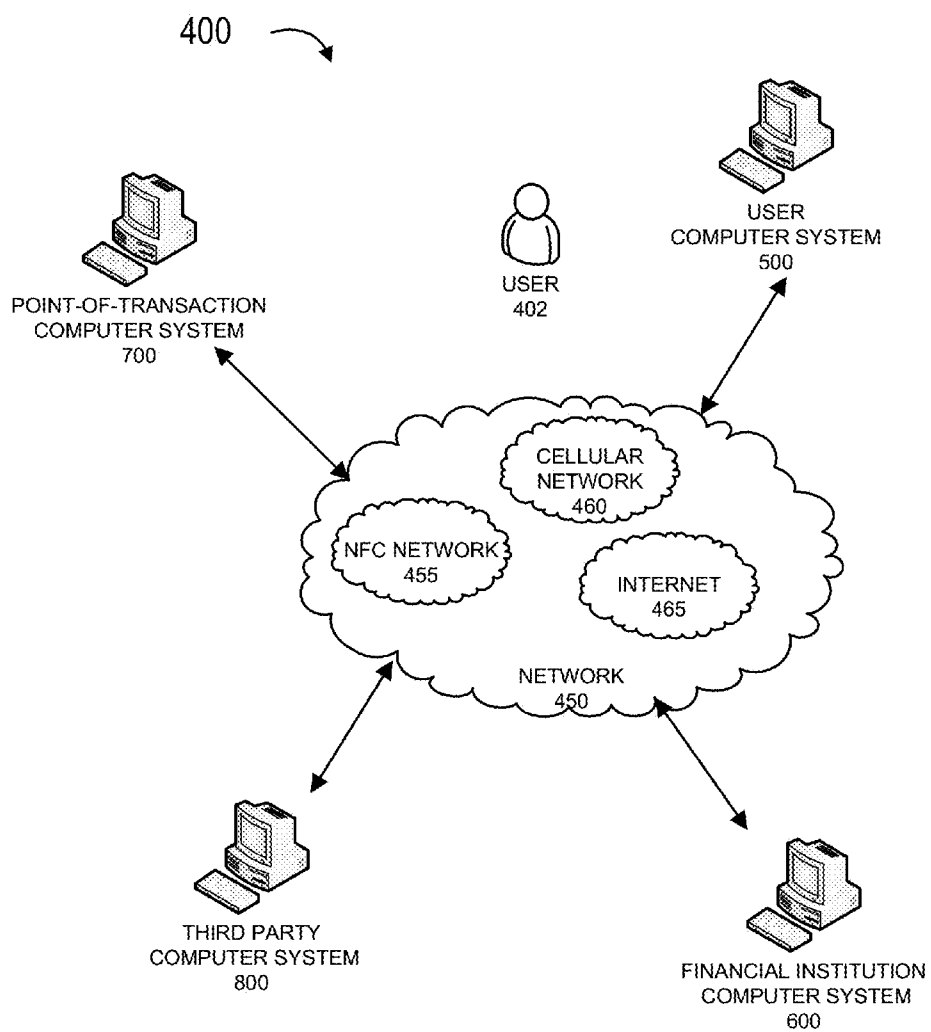 400
USER
COMPUTER SYSTEM
500
USER
402
POINT-OF-TRANSACTION
COMPUTER SYSTEM
700
CELLULAR
NETWORK
460
NFC NETWORK
455
INTERNET
465
NETWORK
450
THIRD PARTY
COMPUTER SYSTEM
800
FINANCIAL INSTITUTION
COMPUTER SYSTEM
600